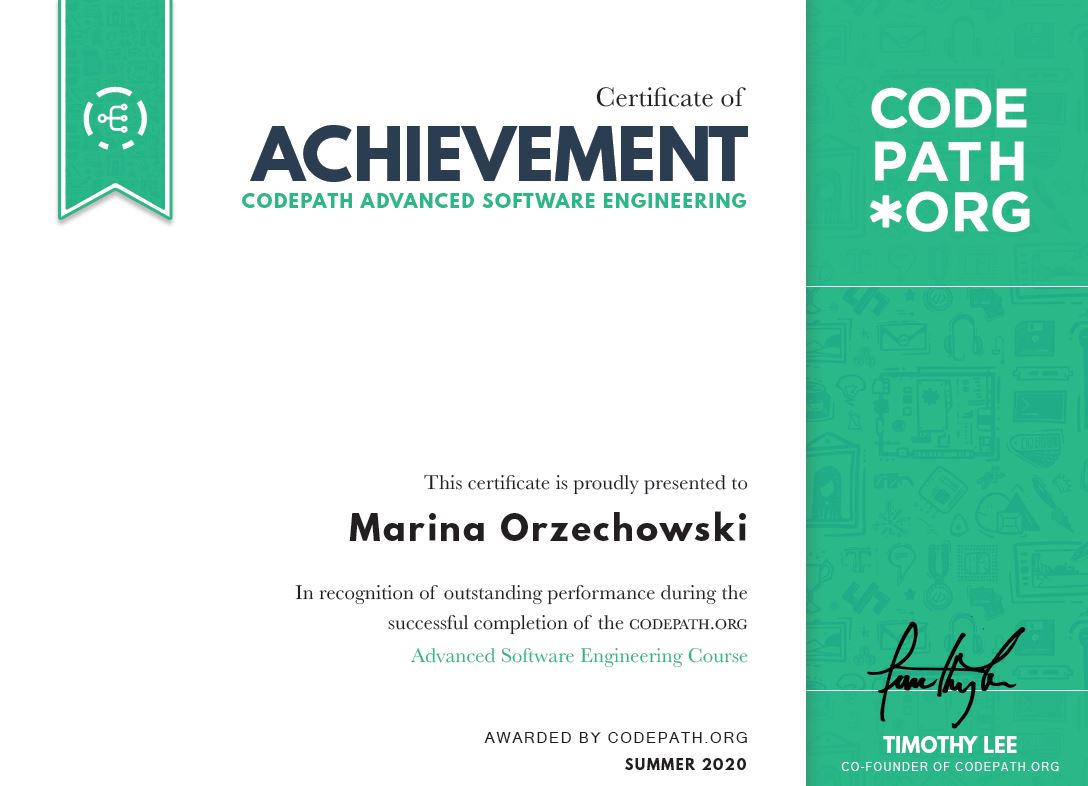 Certificate of
ACHIEVEMENT
CODEPATH ADVANCED SOFTWARE ENGINEERING
CODE
PATH
*ORG
This certificate is proudly presented to
Marina Orzechowski
In recognition of outstanding performance during the
successful completion of the CODEPATH.ORG
Advanced Software Engineering Course
AWARDED BY CODEPATH.ORG
SUMMER 2020
Timothy Lee
TIMOTHY LEE
CO-FOUNDER OF CODEPATH.ORG